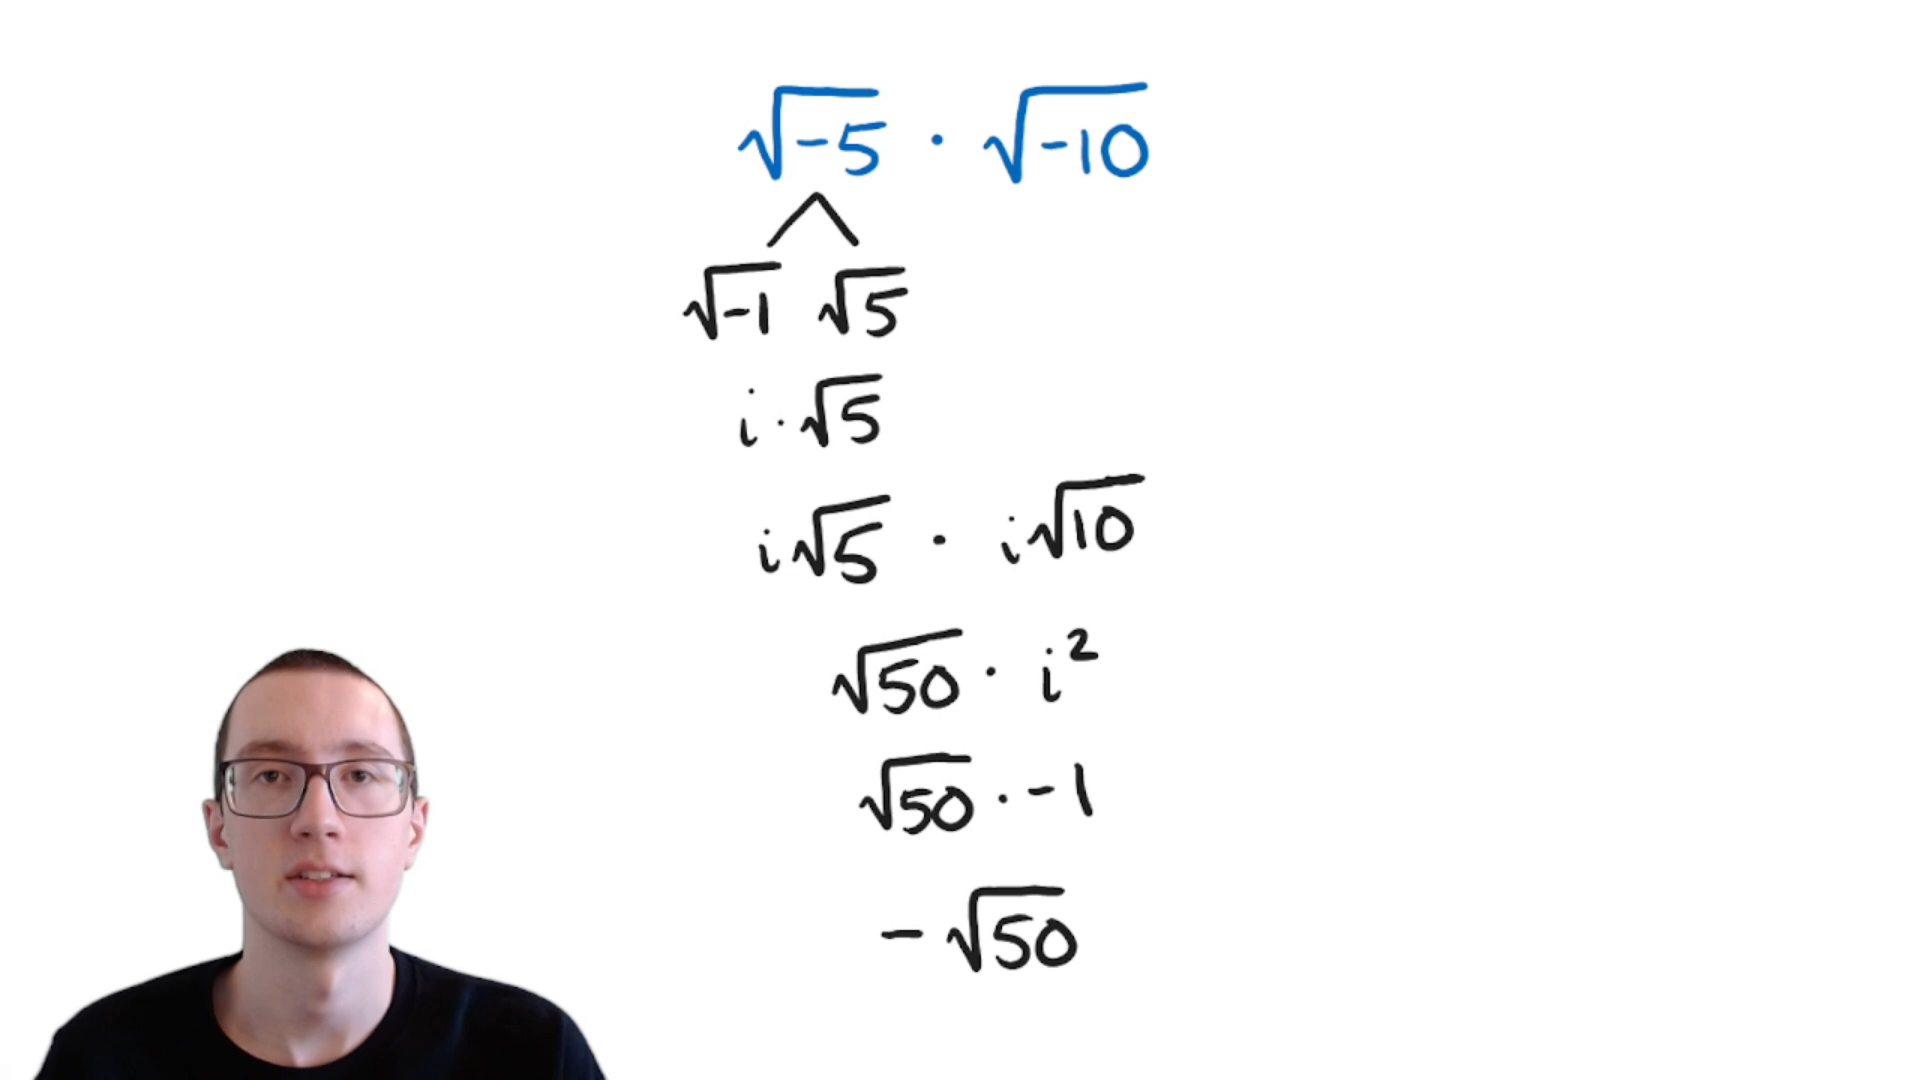 √-5 · √-10
√-1 √5
i · √5
i√5 · i√10
√50 · i²
√50 · -1
-√50